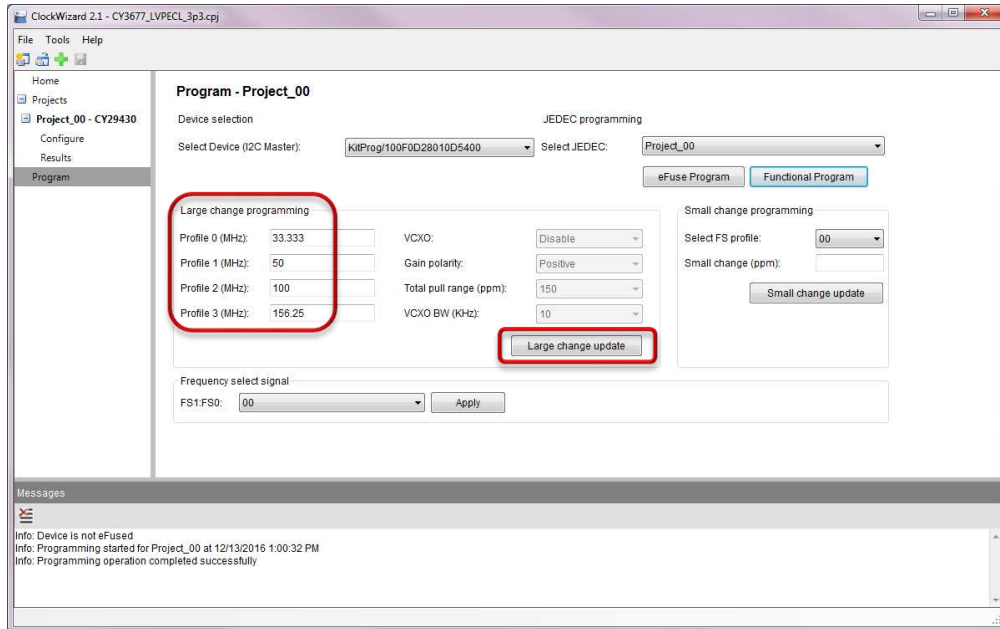 ClockWizard 2.1 - CY3677_LVPECL_3p3.cpj
File Tools Help
Home
Projects
Project_00 - CY29430
Configure
Results
Program
Program - Project_00
Device selection
JEDEC programming
Select Device (I2C Master): KitProg/100F0D28010D5400
Select JEDEC: Project_00
eFuse Program Functional Program
Large change programming
Profile 0 (MHz): 33.333
Profile 1 (MHz): 50
Profile 2 (MHz): 100
Profile 3 (MHz): 156.25
VCXO: Disable
Gain polarity: Positive
Total pull range (ppm): 150
VCXO BW (KHz): 10
Large change update
Small change programming
Select FS profile: 00
Small change (ppm):
Small change update
Frequency select signal
FS1:FS0: 00 Apply
Messages
Info: Device is not eFused
Info: Programming started for Project_00 at 12/13/2016 1:00:32 PM
Info: Programming operation completed successfully